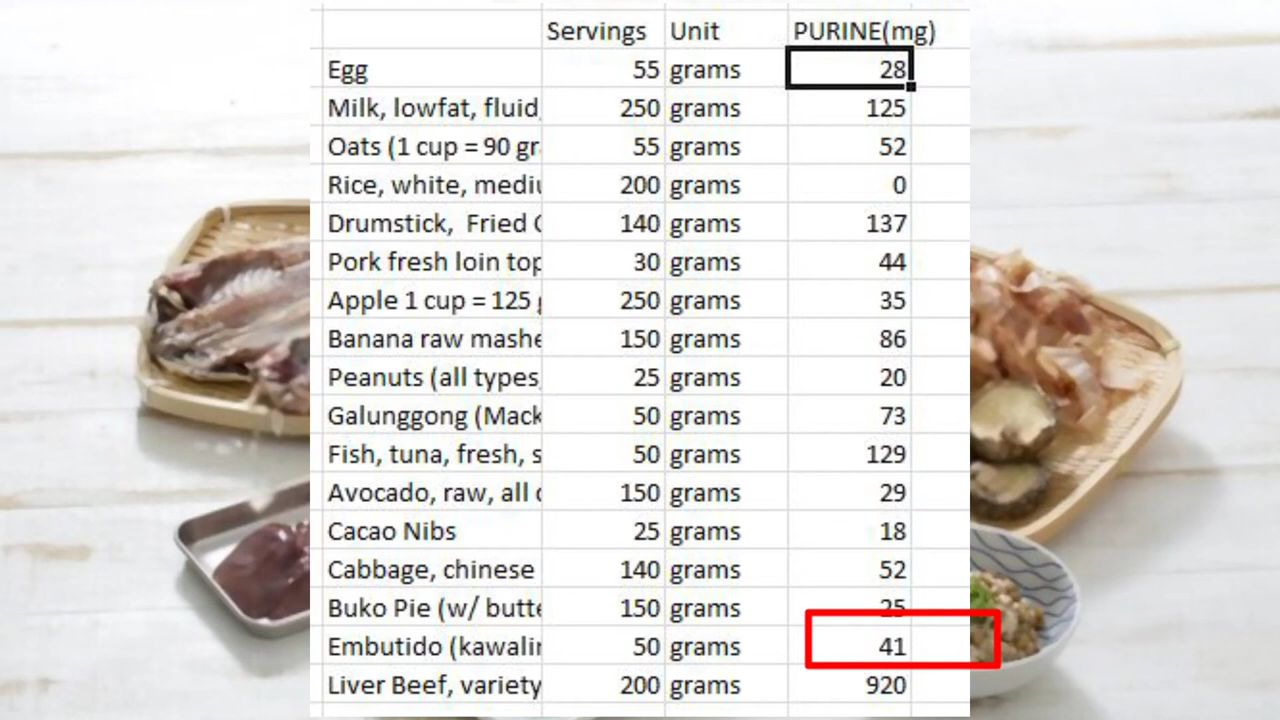 Servings Unit PURINE(mg)
Egg 55 grams 28
Milk, lowfat, fluid, 250 grams 125
Oats (1 cup = 90 gr 55 grams 52
Rice, white, mediu 200 grams 0
Drumstick, Fried C 140 grams 137
Pork fresh loin top 30 grams 44
Apple 1 cup = 125 g 250 grams 35
Banana raw mashe 150 grams 86
Peanuts (all types, 25 grams 20
Galunggong (Mack 50 grams 73
Fish, tuna, fresh, s 50 grams 129
Avocado, raw, all c 150 grams 29
Cacao Nibs 25 grams 18
Cabbage, chinese 140 grams 52
Buko Pie (w/ butte 150 grams 25
Embutido (kawalin 50 grams 41
Liver Beef, variety 200 grams 920